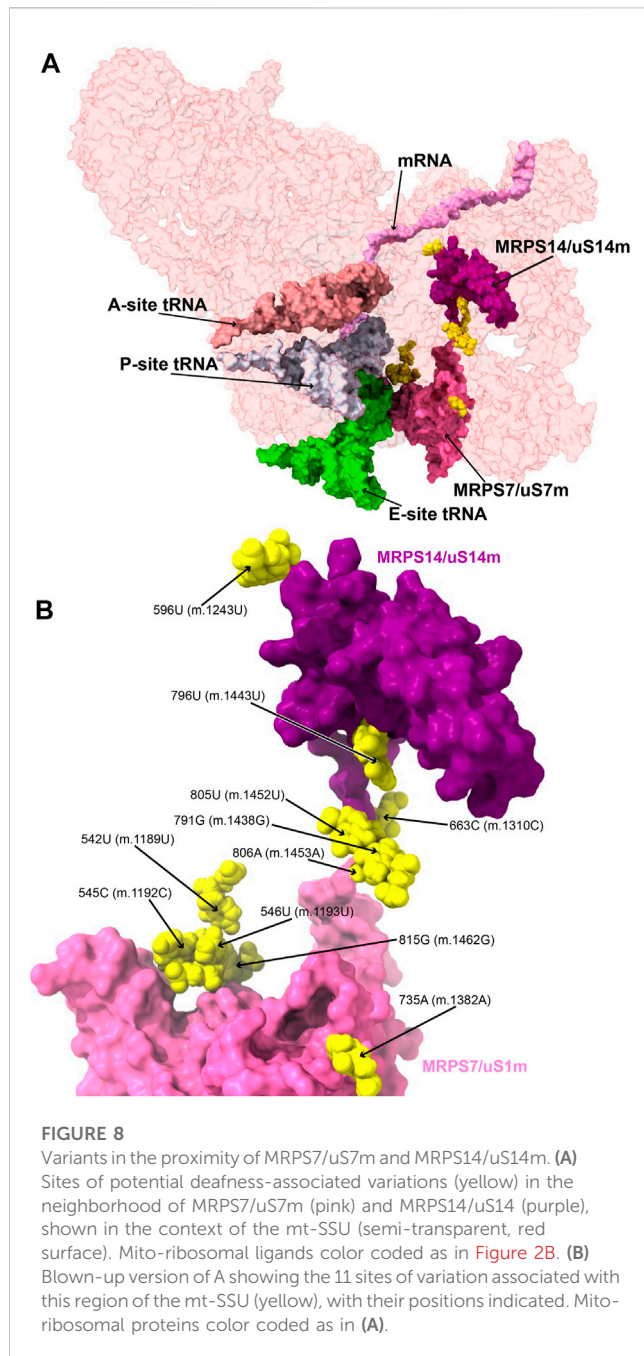 A
mRNA
MRPS14/uS14m
A-site tRNA
P-site tRNA
MRPS7/uS7m
E-site tRNA
B
MRPS14/uS14m
596U (m.1243U)
796U (m.1443U)
805U (m.1452U)
791G (m.1438G)
663C (m.1310C)
542U (m.1189U)
806A (m.1453A)
545C (m.1192C)
546U (m.1193U)
815G (m.1462G)
735A (m.1382A)
MRPS7/uS1m
FIGURE 8
Variants in the proximity of MRPS7/uS7m and MRPS14/uS14m. (A)
Sites of potential deafness-associated variations (yellow) in the
neighborhood of MRPS7/uS7m (pink) and MRPS14/uS14 (purple),
shown in the context of the mt-SSU (semi-transparent, red
surface). Mito-ribosomal ligands color coded as in Figure 2B. (B)
Blown-up version of A showing the 11 sites of variation associated with
this region of the mt-SSU (yellow), with their positions indicated. Mito-
ribosomal proteins color coded as in (A).